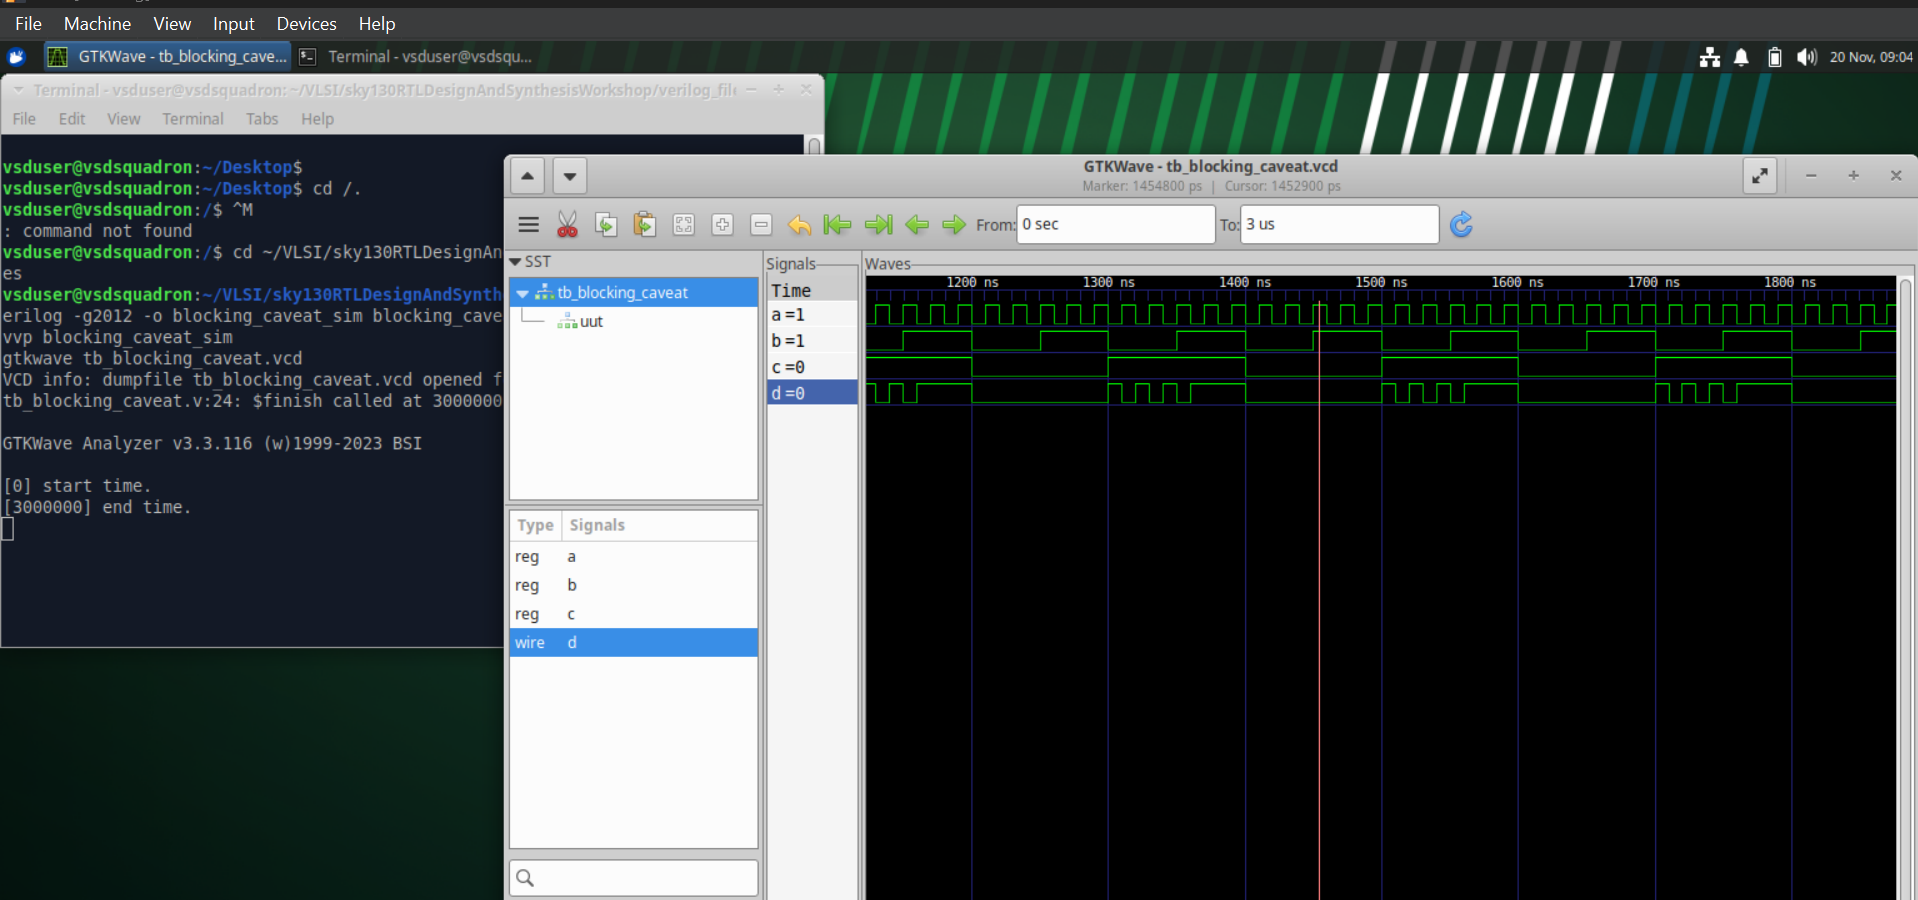 File Machine View Input Devices Help
GTKWave - tb_blocking_cave... Terminal - vsduser@vsdsqu... 20 Nov, 09:04
Terminal - vsduser@vsdsquadron: ~/VLSI/sky130RTLDesignAndSynthesisWorkshop/verilog_file
File Edit View Terminal Tabs Help
vsduser@vsdsquadron:~/Desktop$
vsduser@vsdsquadron:~/Desktop$ cd /.
vsduser@vsdsquadron:/$ ^M
: command not found
vsduser@vsdsquadron:/$ cd ~/VLSI/sky130RTLDesignAn
es
vsduser@vsdsquadron:~/VLSI/sky130RTLDesignAndSynth
erilog -g2012 -o blocking_caveat_sim blocking_cave
vvp blocking_caveat_sim
gtkwave tb_blocking_caveat.vcd
VCD info: dumpfile tb_blocking_caveat.vcd opened f
tb_blocking_caveat.v:24: $finish called at 3000000
GTKWave Analyzer v3.3.116 (w)1999-2023 BSI
[0] start time.
[3000000] end time.
GTKWave - tb_blocking_caveat.vcd
Marker: 1454800 ps | Cursor: 1452900 ps
From: 0 sec To: 3 us
SST
tb_blocking_caveat
uut
Type Signals
reg a
reg b
reg c
wire d
Signals
Time
a=1
b=1
c=0
d=0
Waves
1200 ns 1300 ns 1400 ns 1500 ns 1600 ns 1700 ns 1800 ns